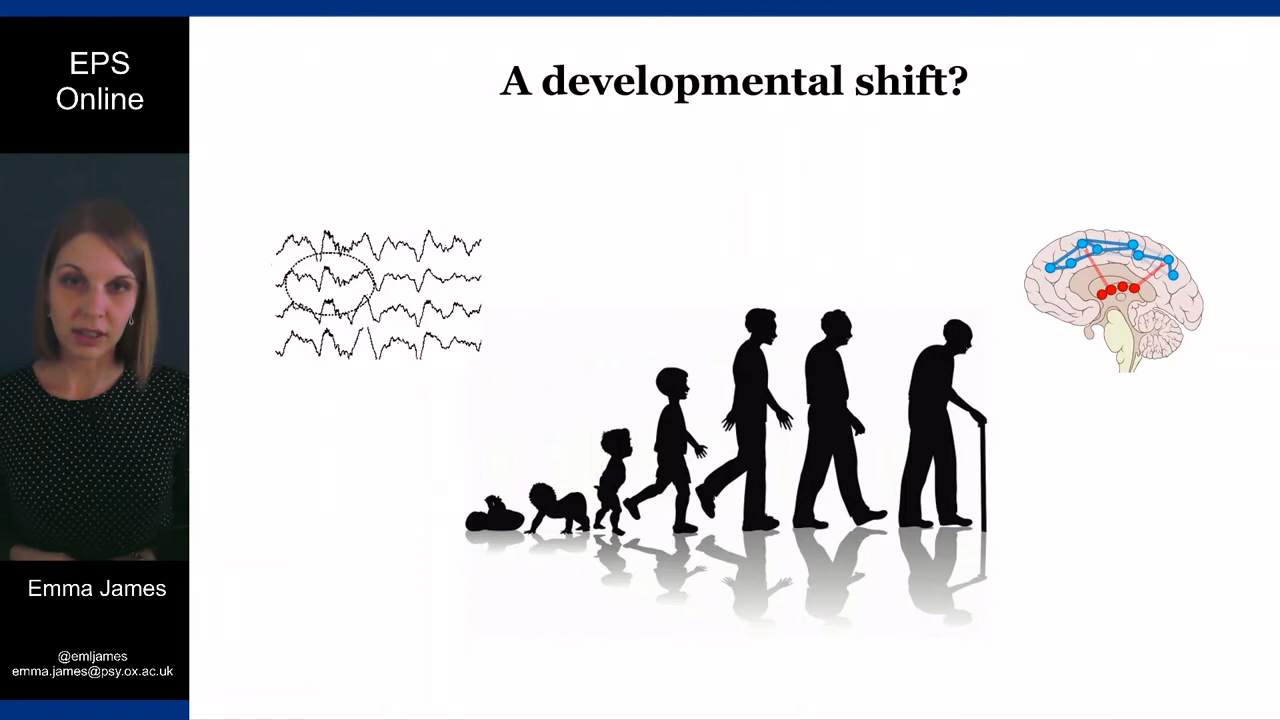 EPS
Online
A developmental shift?
Emma James
@emljames
emma.james@psy.ox.ac.uk